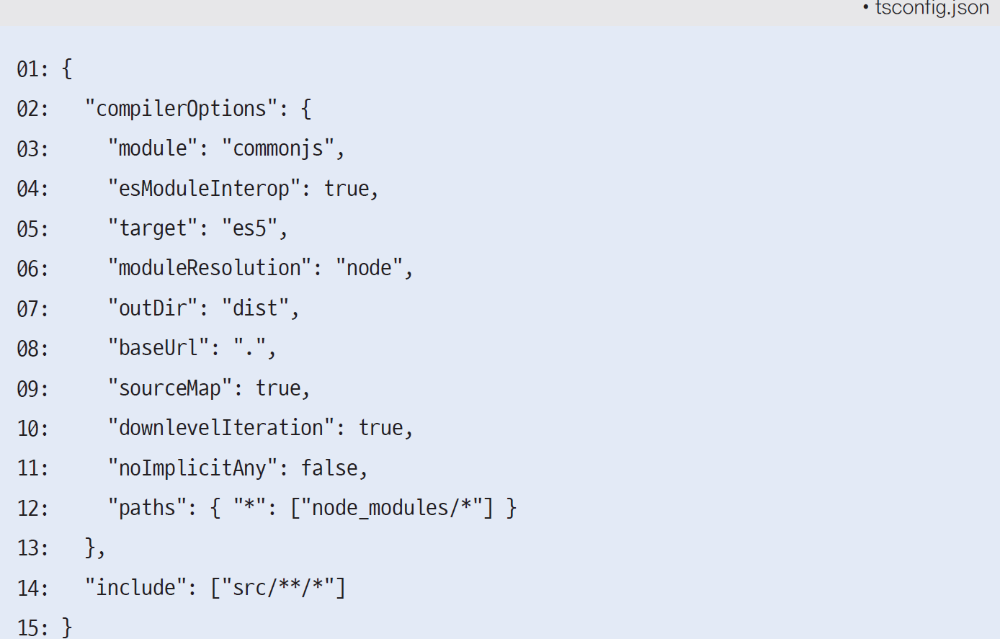 • tsconfig.json
01: {
02:   "compilerOptions": {
03:     "module": "commonjs",
04:     "esModuleInterop": true,
05:     "target": "es5",
06:     "moduleResolution": "node",
07:     "outDir": "dist",
08:     "baseUrl": ".",
09:     "sourceMap": true,
10:     "downlevelIteration": true,
11:     "noImplicitAny": false,
12:     "paths": { "*": ["node_modules/*"] }
13:   },
14:   "include": ["src/**/*"]
15: }